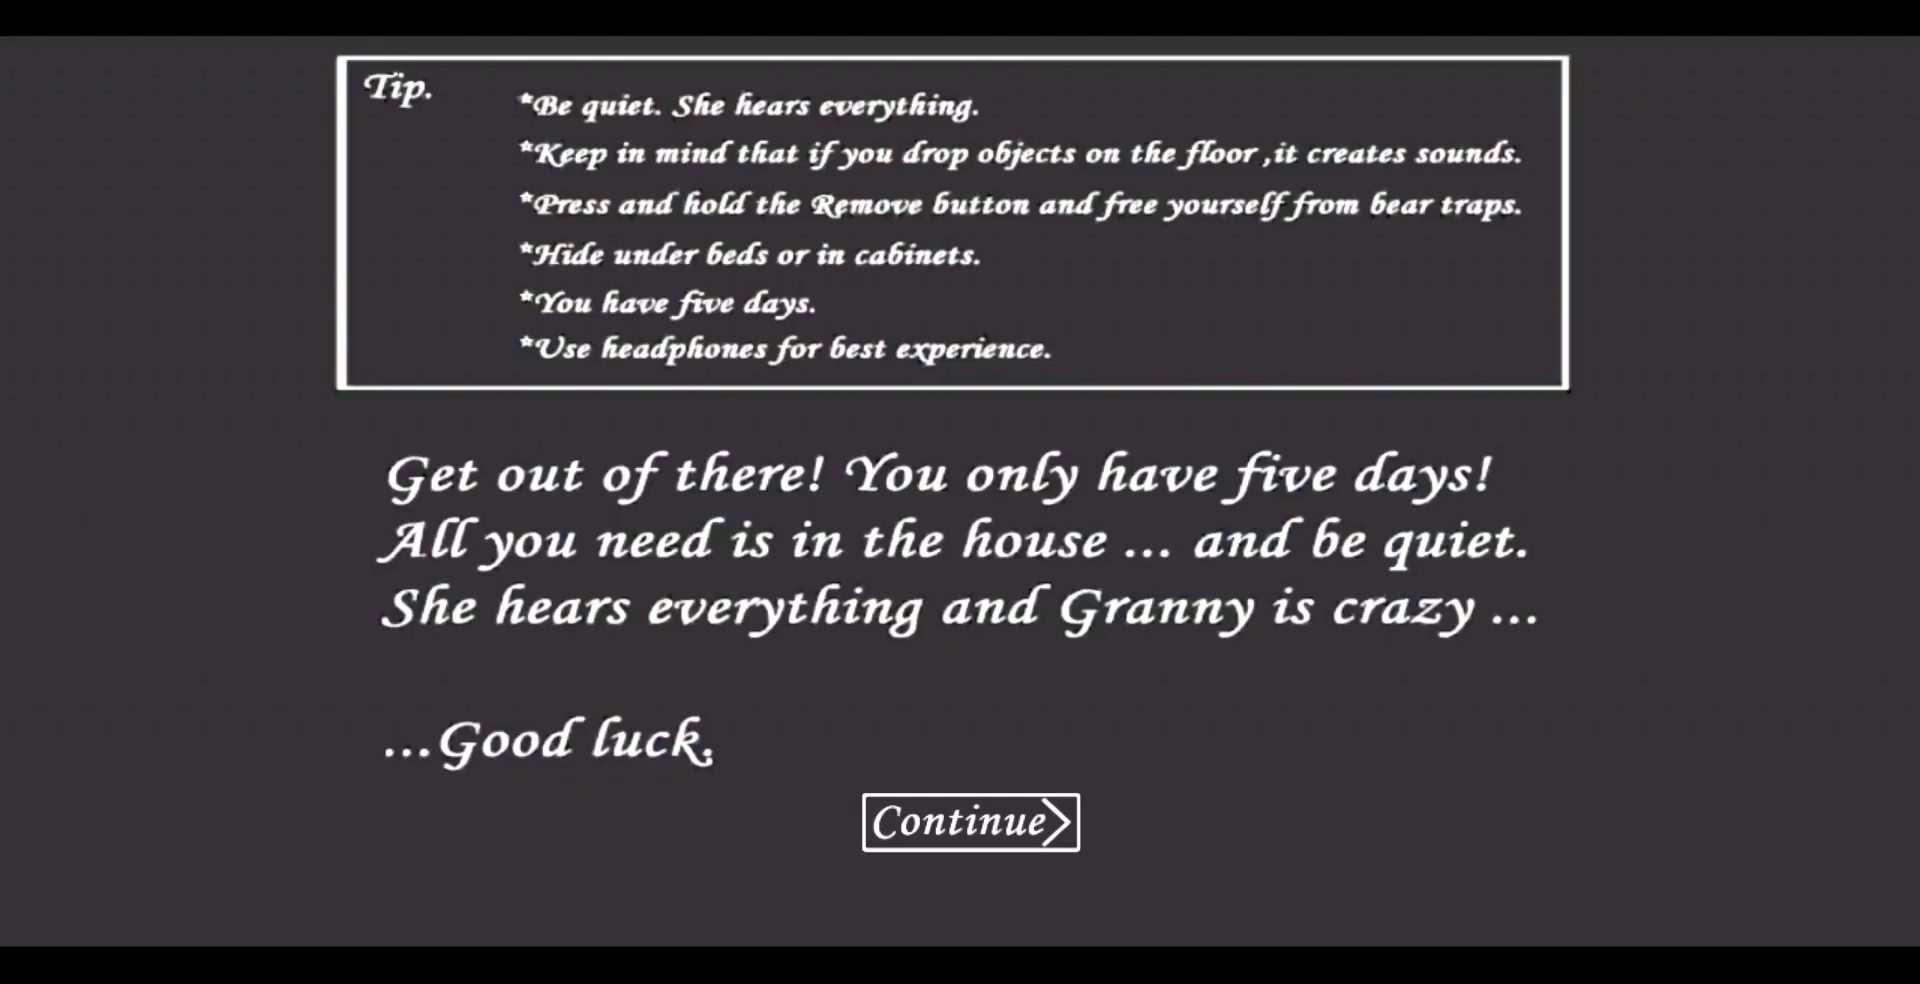 Tip.
*Be quiet. She hears everything.
*Keep in mind that if you drop objects on the floor ,it creates sounds.
*Press and hold the Remove button and free yourself from bear traps.
*Hide under beds or in cabinets.
*You have five days.
*Use headphones for best experience.
Get out of there! You only have five days!
All you need is in the house ... and be quiet.
She hears everything and Granny is crazy ...
...Good luck.
Continue>